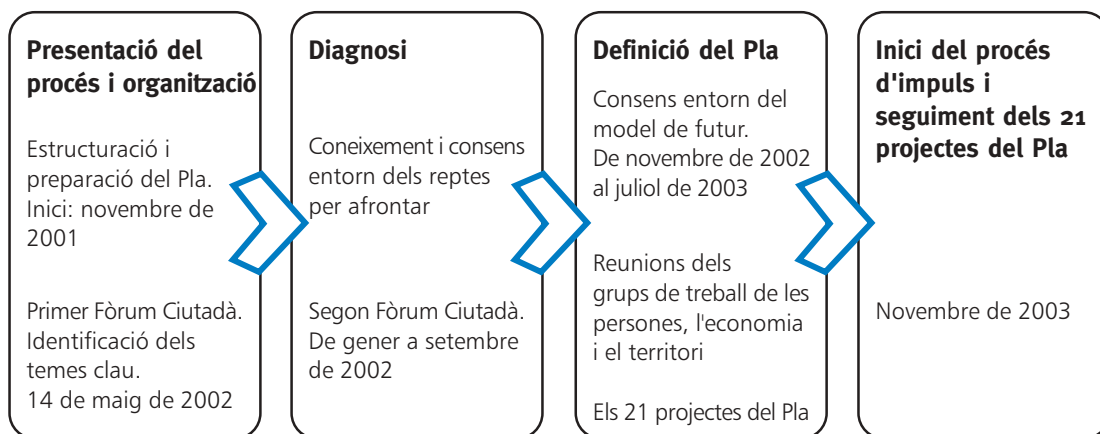 Presentació del
procés i organització
Estructuració i
preparació del Pla.
Inici: novembre de
2001
Primer Fòrum Ciutadà.
Identificació dels
temes clau.
14 de maig de 2002
Diagnosi
Coneixement i consens
entorn dels reptes
per afrontar
Segon Fòrum Ciutadà.
De gener a setembre
de 2002
Definició del Pla
Consens entorn del
model de futur.
De novembre de 2002
al juliol de 2003
Reunions dels
grups de treball de les
persones, l'economia
i el territori
Els 21 projectes del Pla
Inici del procés
d'impuls i
seguiment dels 21
projectes del Pla
Novembre de 2003